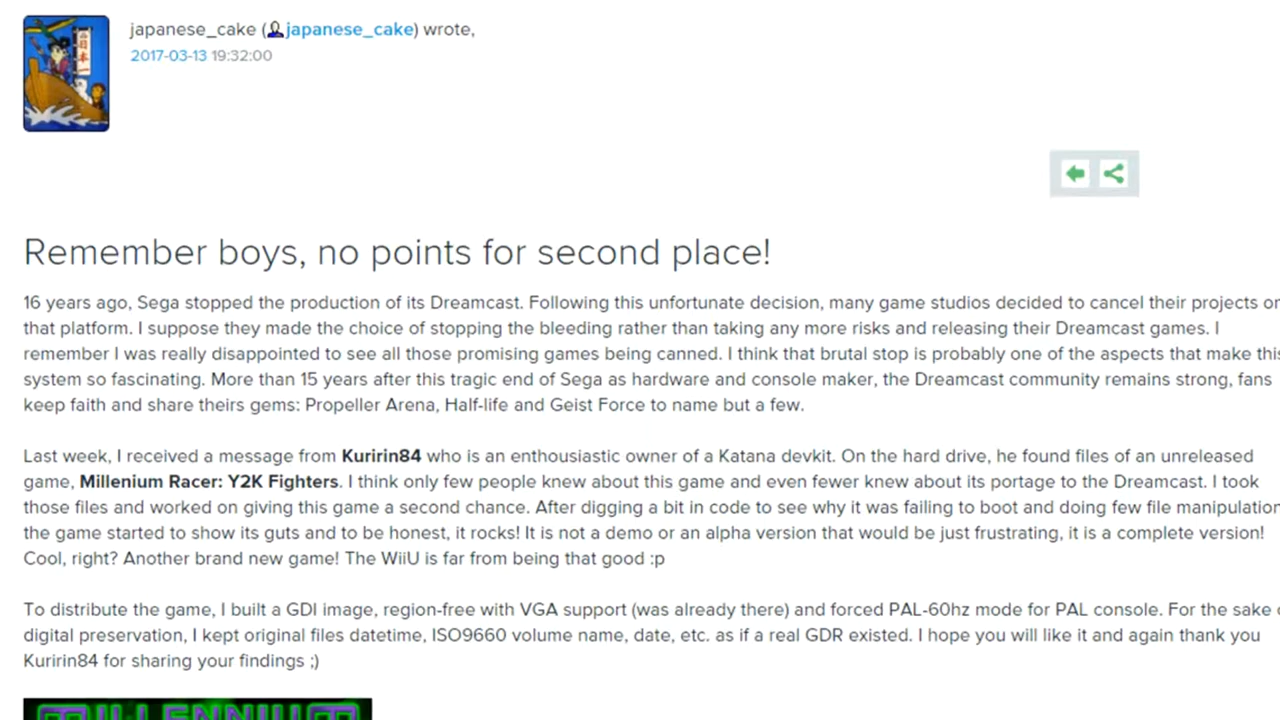 japanese_cake (japanese_cake) wrote,
2017-03-13 19:32:00
Remember boys, no points for second place!
16 years ago, Sega stopped the production of its Dreamcast. Following this unfortunate decision, many game studios decided to cancel their projects on
that platform. I suppose they made the choice of stopping the bleeding rather than taking any more risks and releasing their Dreamcast games. I
remember I was really disappointed to see all those promising games being canned. I think that brutal stop is probably one of the aspects that make this
system so fascinating. More than 15 years after this tragic end of Sega as hardware and console maker, the Dreamcast community remains strong, fans
keep faith and share theirs gems: Propeller Arena, Half-life and Geist Force to name but a few.
Last week, I received a message from Kuririn84 who is an enthousiastic owner of a Katana devkit. On the hard drive, he found files of an unreleased
game, Millenium Racer: Y2K Fighters. I think only few people knew about this game and even fewer knew about its portage to the Dreamcast. I took
those files and worked on giving this game a second chance. After digging a bit in code to see why it was failing to boot and doing few file manipulation
the game started to show its guts and to be honest, it rocks! It is not a demo or an alpha version that would be just frustrating, it is a complete version!
Cool, right? Another brand new game! The WiiU is far from being that good :p
To distribute the game, I built a GDI image, region-free with VGA support (was already there) and forced PAL-60hz mode for PAL console. For the sake
digital preservation, I kept original files datetime, ISO9660 volume name, date, etc. as if a real GDR existed. I hope you will like it and again thank you
Kuririn84 for sharing your findings ;)
MILLENNIUM